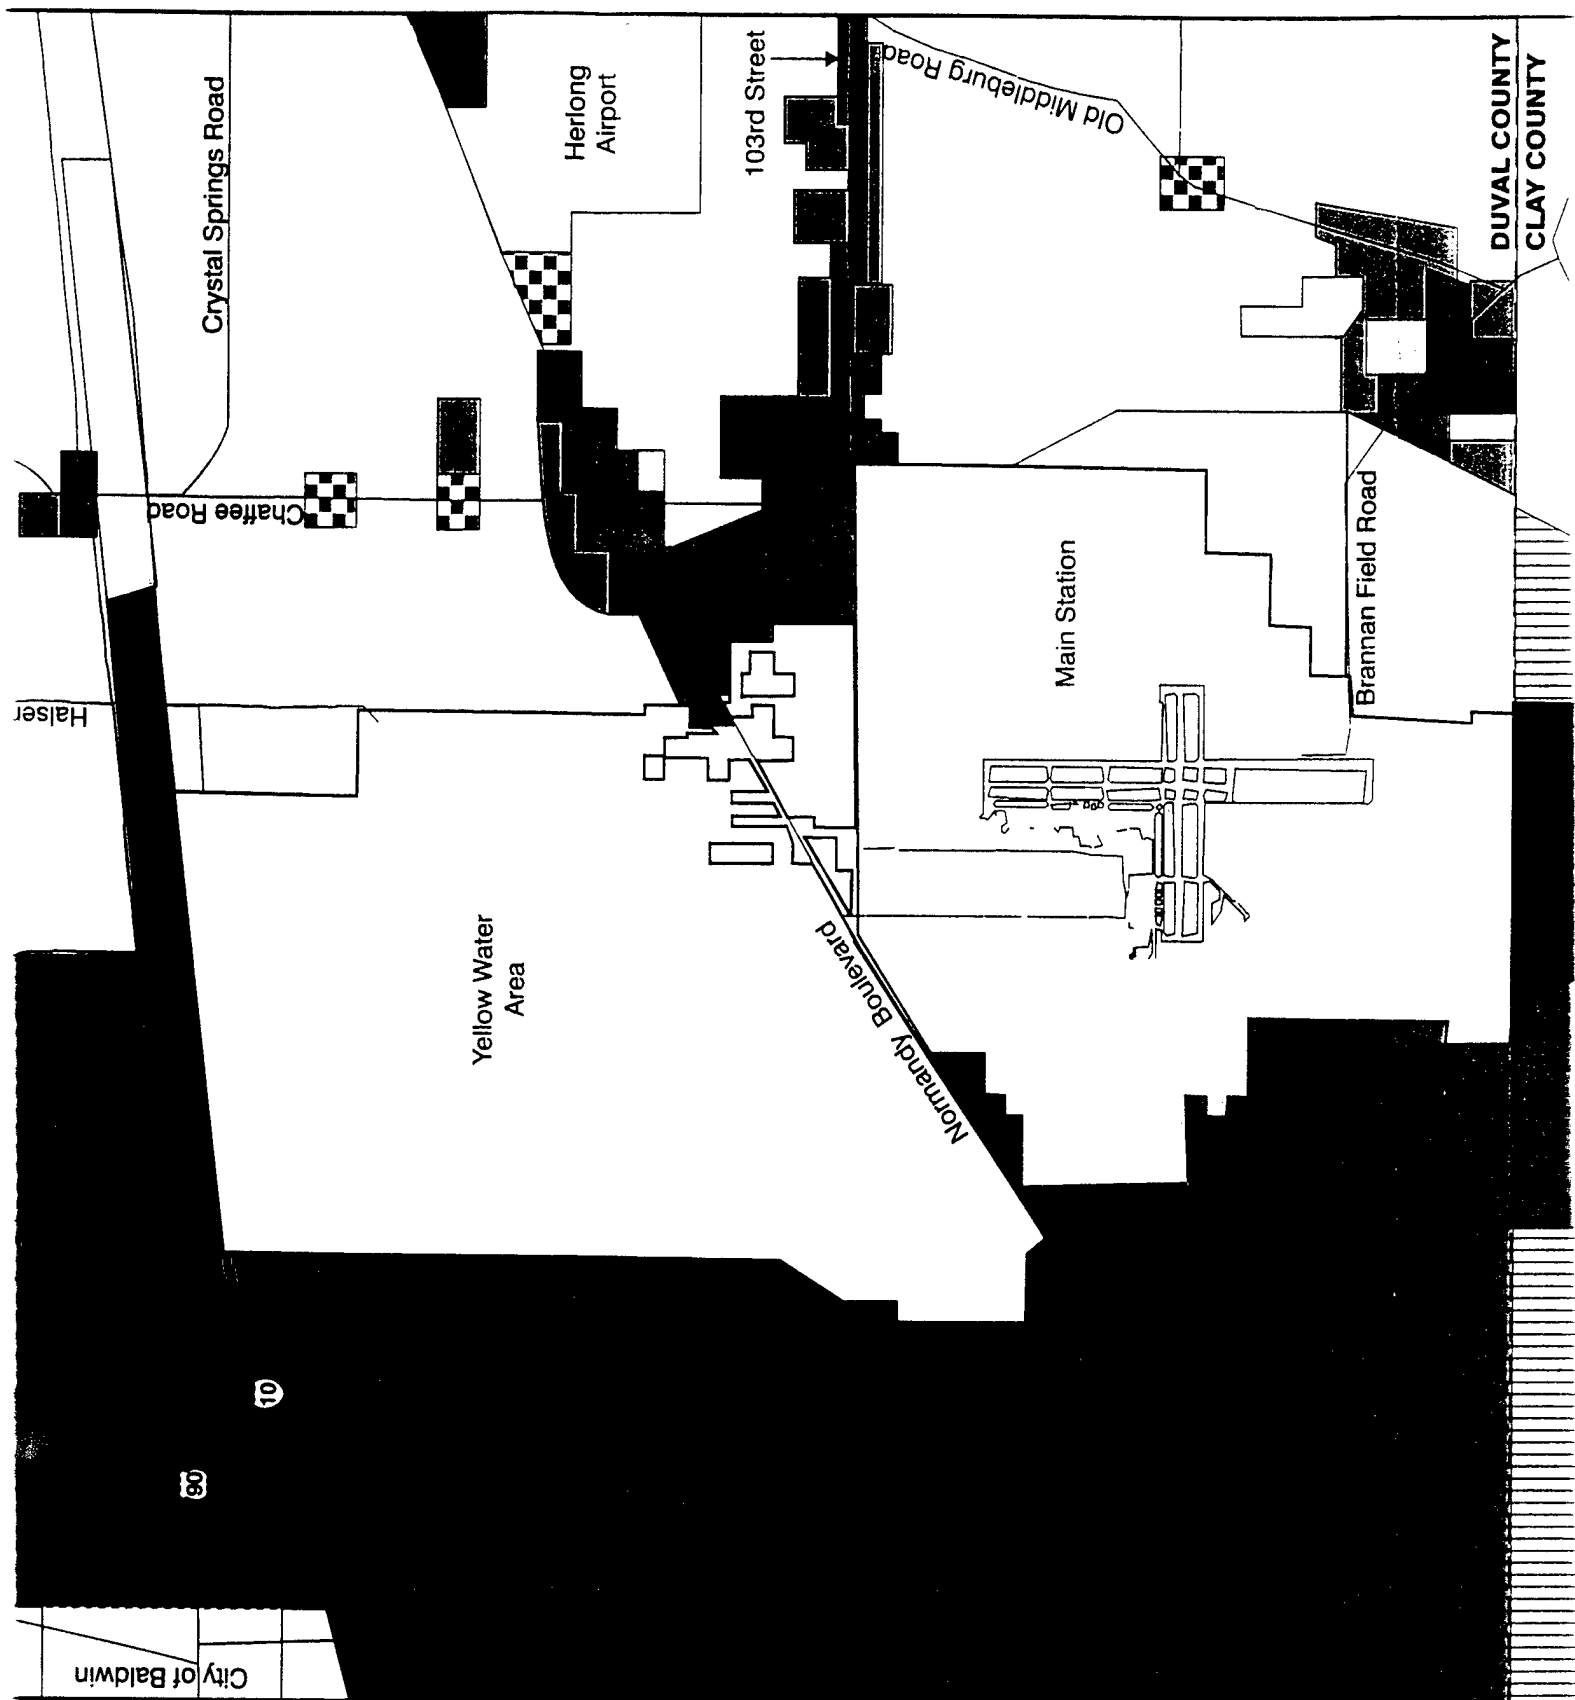 Crystal Springs Road
Herlong
Airport
103rd Street
Old Middleburg Road
DUVAL COUNTY
CLAY COUNTY
Chaffee Road
Halser
Main Station
Brannan Field Road
Yellow Water
Area
Normandy Boulevard
10
90
City of Baldwin